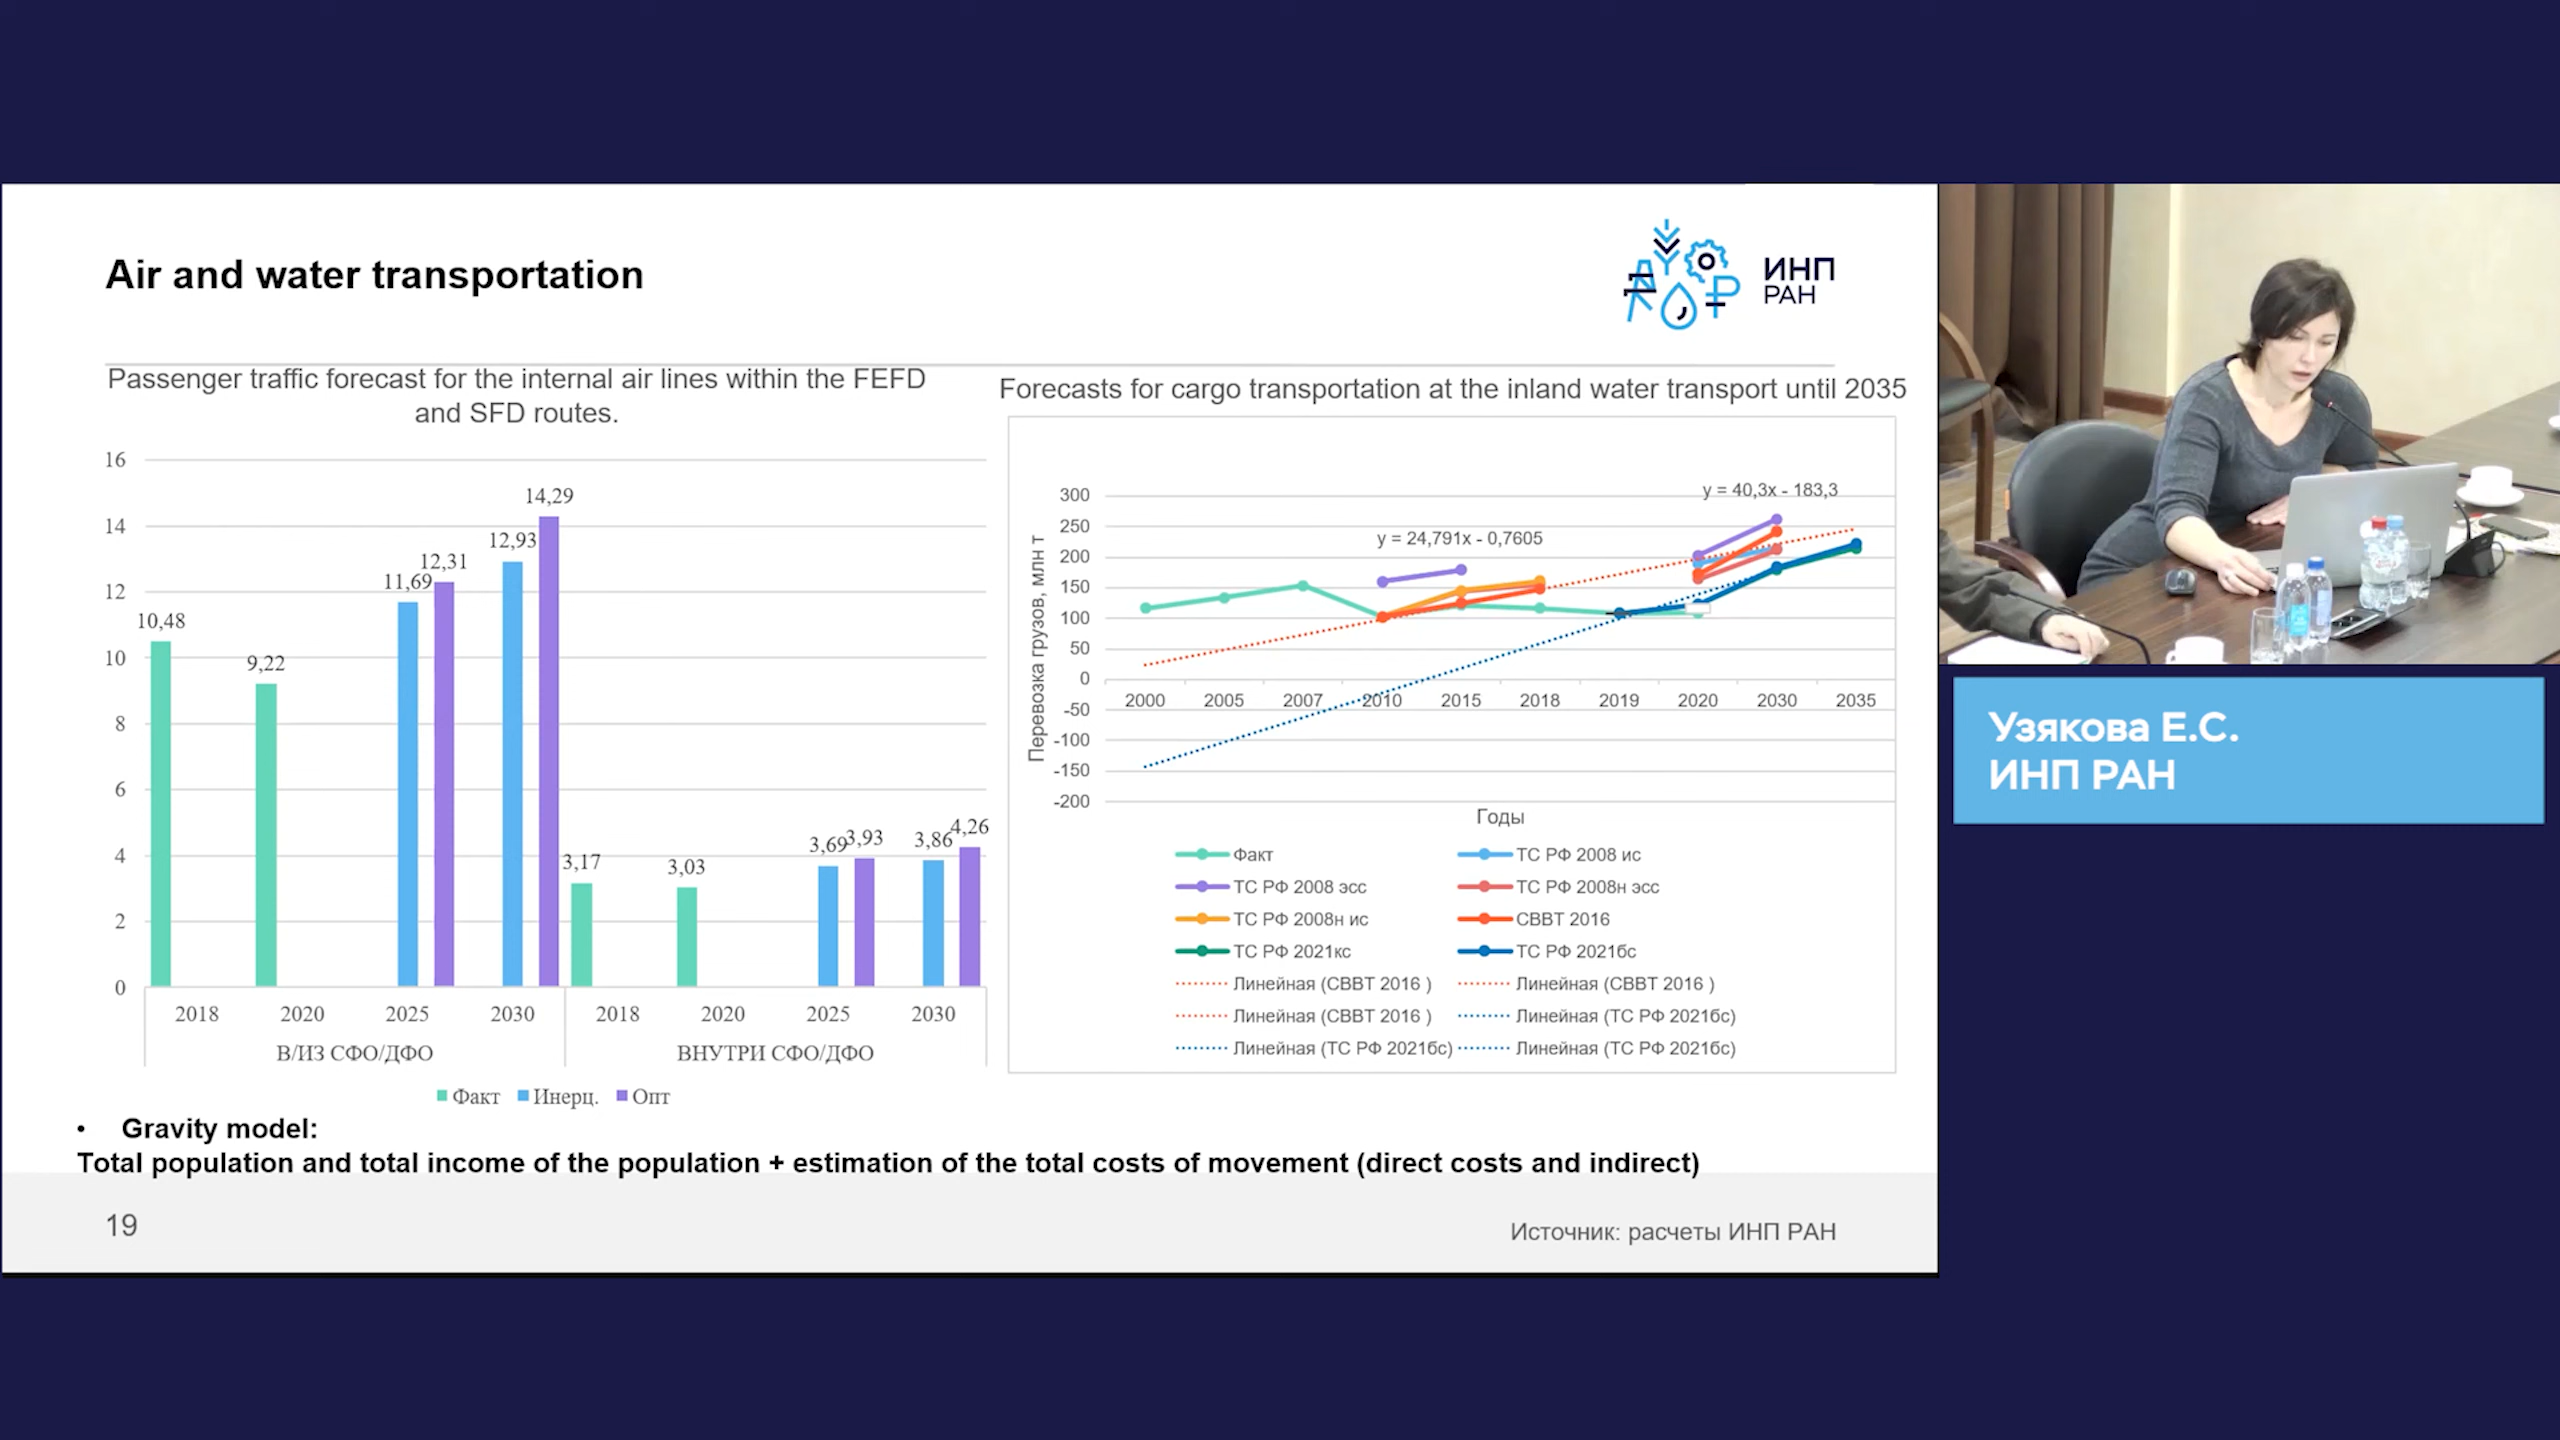 Air and water transportation
ИНП
РАН
Passenger traffic forecast for the internal air lines within the FEFD
and SFD routes.
16
14
12
10
8
6
4
2
0
10,48
9,22
11,69
12,31
12,93
14,29
3,17
3,03
3,69
3,93
3,86
4,26
2018 2020 2025 2030 2018 2020 2025 2030
В/ИЗ СФО/ДФО ВНУТРИ СФО/ДФО
Факт Инерц. Опт
Forecasts for cargo transportation at the inland water transport until 2035
Перевозка грузов, млн т
300
250
200
150
100
50
0
-50
-100
-150
-200
y = 24,791x - 0,7605
y = 40,3x - 183,3
2000 2005 2007 2010 2015 2018 2019 2020 2030 2035
Годы
Факт ТС РФ 2008 ис
ТС РФ 2008 эсс ТС РФ 2008н эсс
ТС РФ 2008н ис СВВТ 2016
ТС РФ 2021кс ТС РФ 2021бс
Линейная (СВВТ 2016 ) Линейная (СВВТ 2016 )
Линейная (СВВТ 2016 ) Линейная (ТС РФ 2021бс)
Линейная (ТС РФ 2021бс) Линейная (ТС РФ 2021бс)
• Gravity model:
Total population and total income of the population + estimation of the total costs of movement (direct costs and indirect)
19
Источник: расчеты ИНП РАН
Узякова Е.С.
ИНП РАН